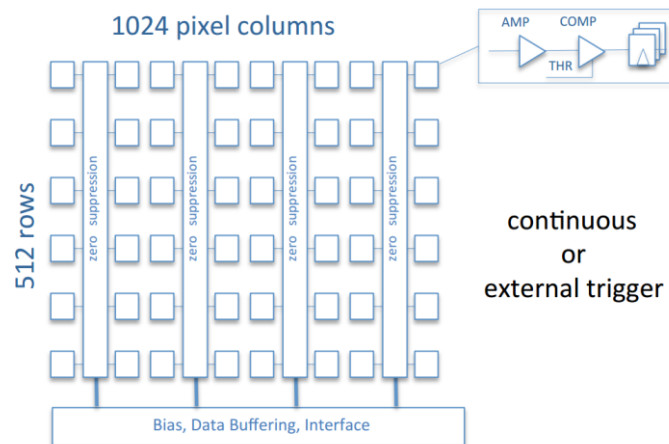 1024 pixel columns
AMP
COMP
THR
512 rows
zero suppression
zero suppression
zero suppression
zero suppression
continuous
or
external trigger
Bias, Data Buffering, Interface